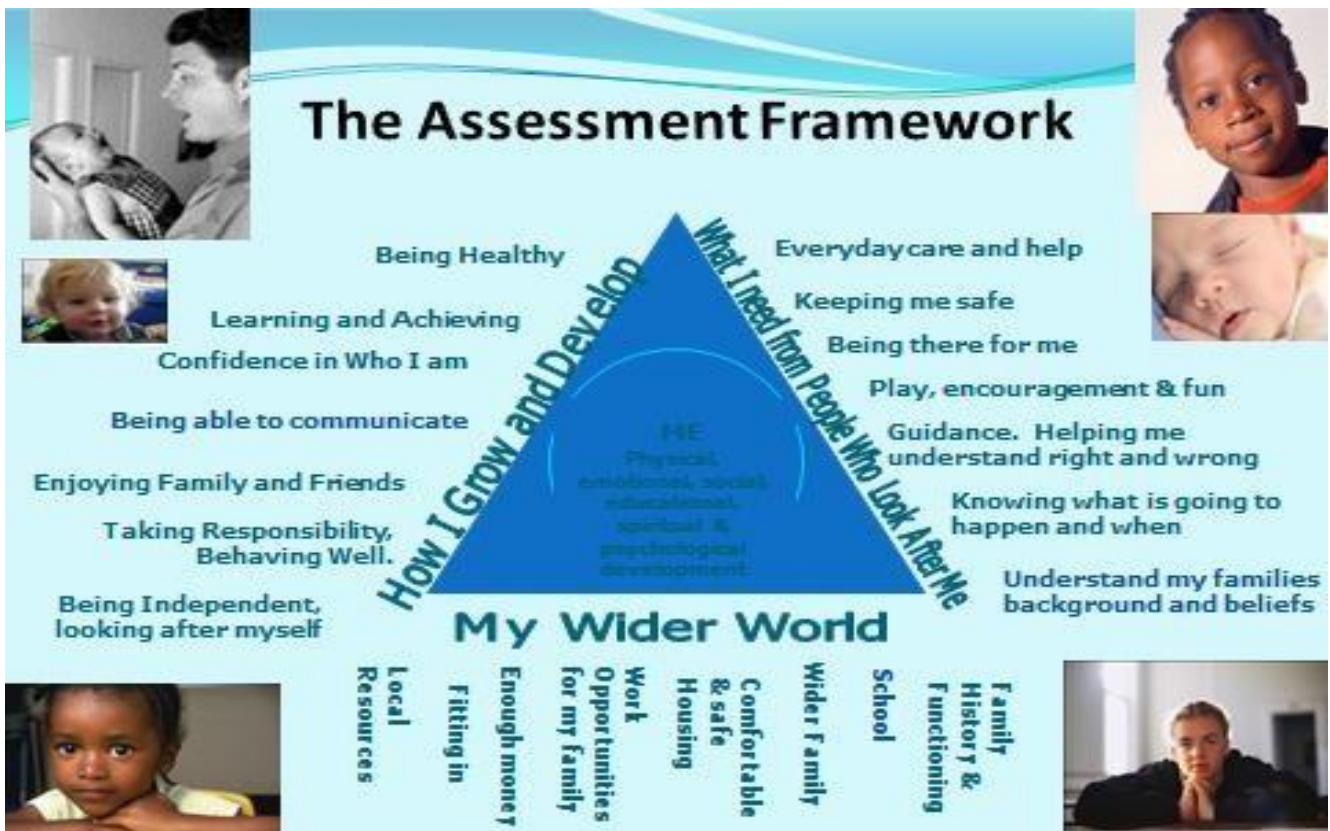 The Assessment Framework
Being Healthy
Learning and Achieving
Confidence in Who I am
Being able to communicate
Enjoying Family and Friends
Taking Responsibility,
Behaving Well.
Being Independent,
looking after myself
How I Grow and Develop
ME
Physical,
emotional, social,
educational,
spiritual &
psychological
development
What I need from People Who Look After Me
Everyday care and help
Keeping me safe
Being there for me
Play, encouragement & fun
Guidance. Helping me
understand right and wrong
Knowing what is going to
happen and when
Understand my families
background and beliefs
My Wider World
Local
Resources
Fitting in
Enough money
Work
Opportunities
for my family
Comfortable
& safe
Housing
Wider Family
School
Family
History &
Functioning